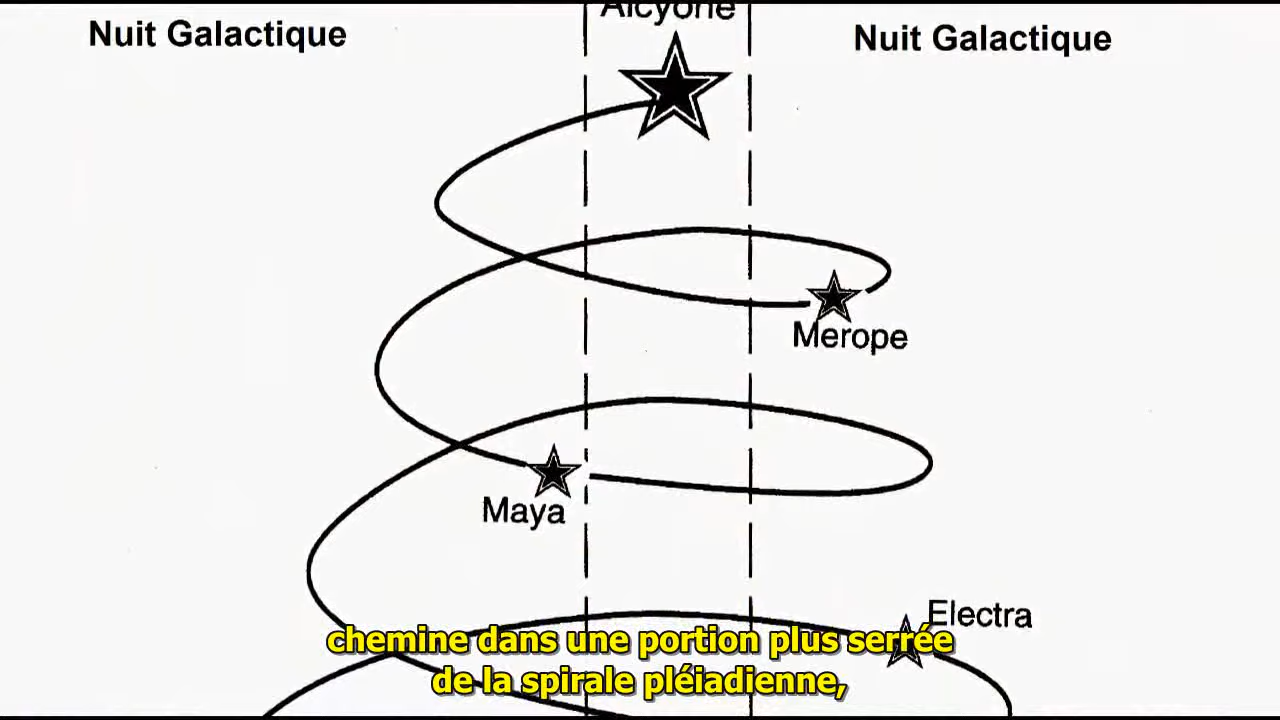 Alcyone
Nuit Galactique
Nuit Galactique
Merope
Maya
Electra
chemine dans une portion plus serrée
de la spirale pléiadienne,